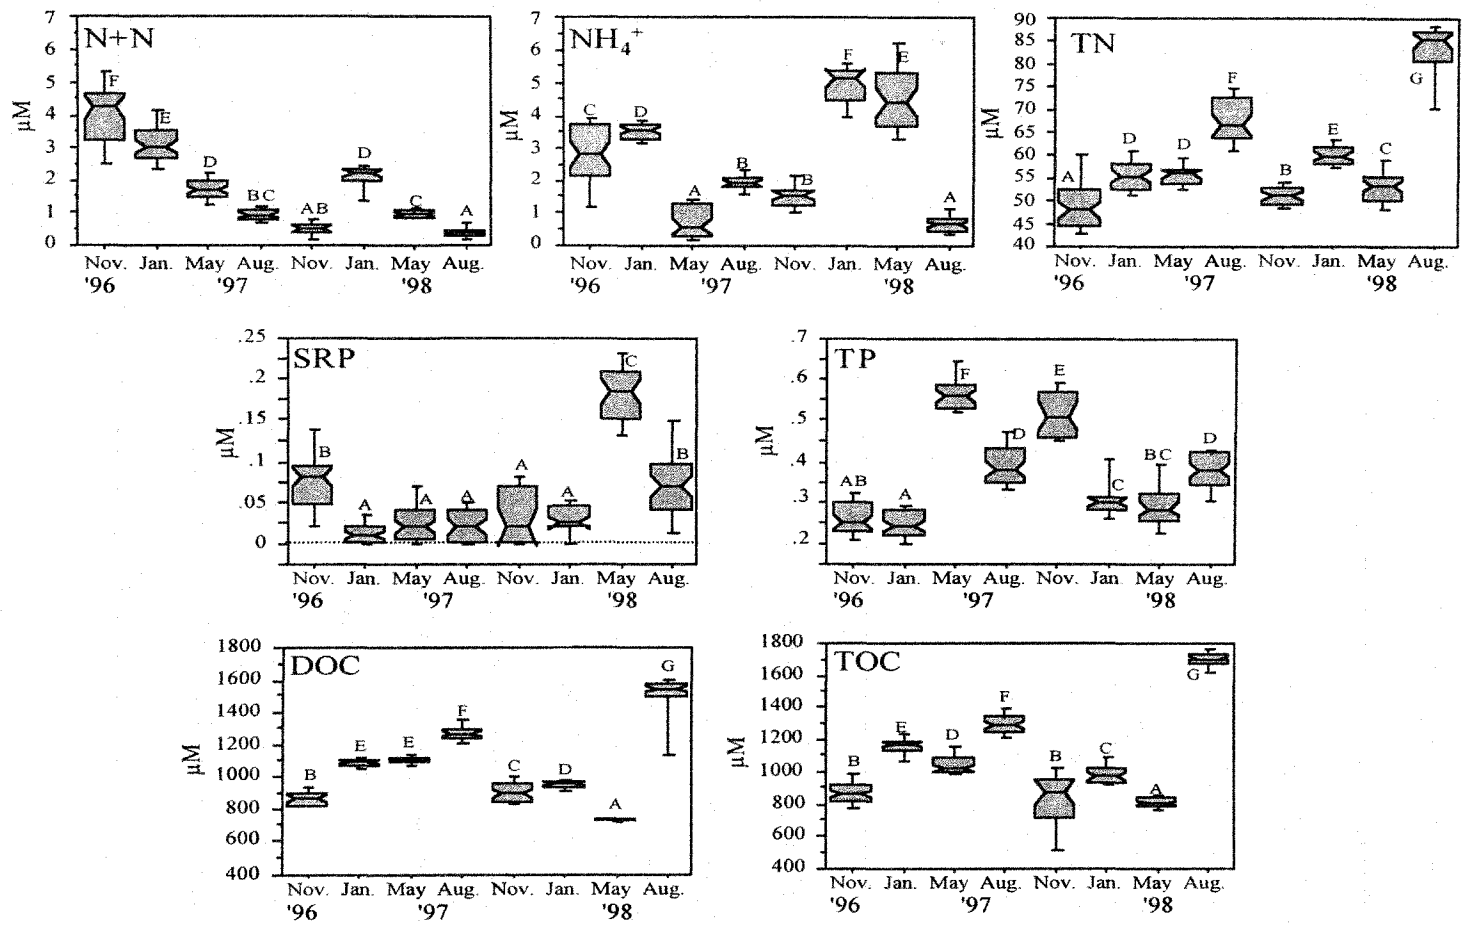 N+N
7
6
5
4
3
2
1
0
µM
F
E
D
B C
A B
D
C
A
Nov. Jan. May Aug. Nov. Jan. May Aug.
'96 '97 '98
NH₄⁺
7
6
5
4
3
2
1
0
µM
C
D
A
B
B
F
E
A
Nov. Jan. May Aug. Nov. Jan. May Aug.
'96 '97 '98
TN
90
85
80
75
70
65
60
55
50
45
40
µM
A
D
D
F
B
E
C
G
Nov. Jan. May Aug. Nov. Jan. May Aug.
'96 '97 '98
SRP
.25
.2
.15
.1
.05
0
µM
B
A
A
A
A
A
C
B
Nov. Jan. May Aug. Nov. Jan. May Aug.
'96 '97 '98
TP
.7
.6
.5
.4
.3
.2
µM
AB
A
F
D
E
C
B C
D
Nov. Jan. May Aug. Nov. Jan. May Aug.
'96 '97 '98
DOC
1800
1600
1400
1200
1000
800
600
400
µM
B
E
E
F
C
D
A
G
Nov. Jan. May Aug. Nov. Jan. May Aug.
'96 '97 '98
TOC
1800
1600
1400
1200
1000
800
600
400
µM
B
E
D
F
B
C
A
G
Nov. Jan. May Aug. Nov. Jan. May Aug.
'96 '97 '98